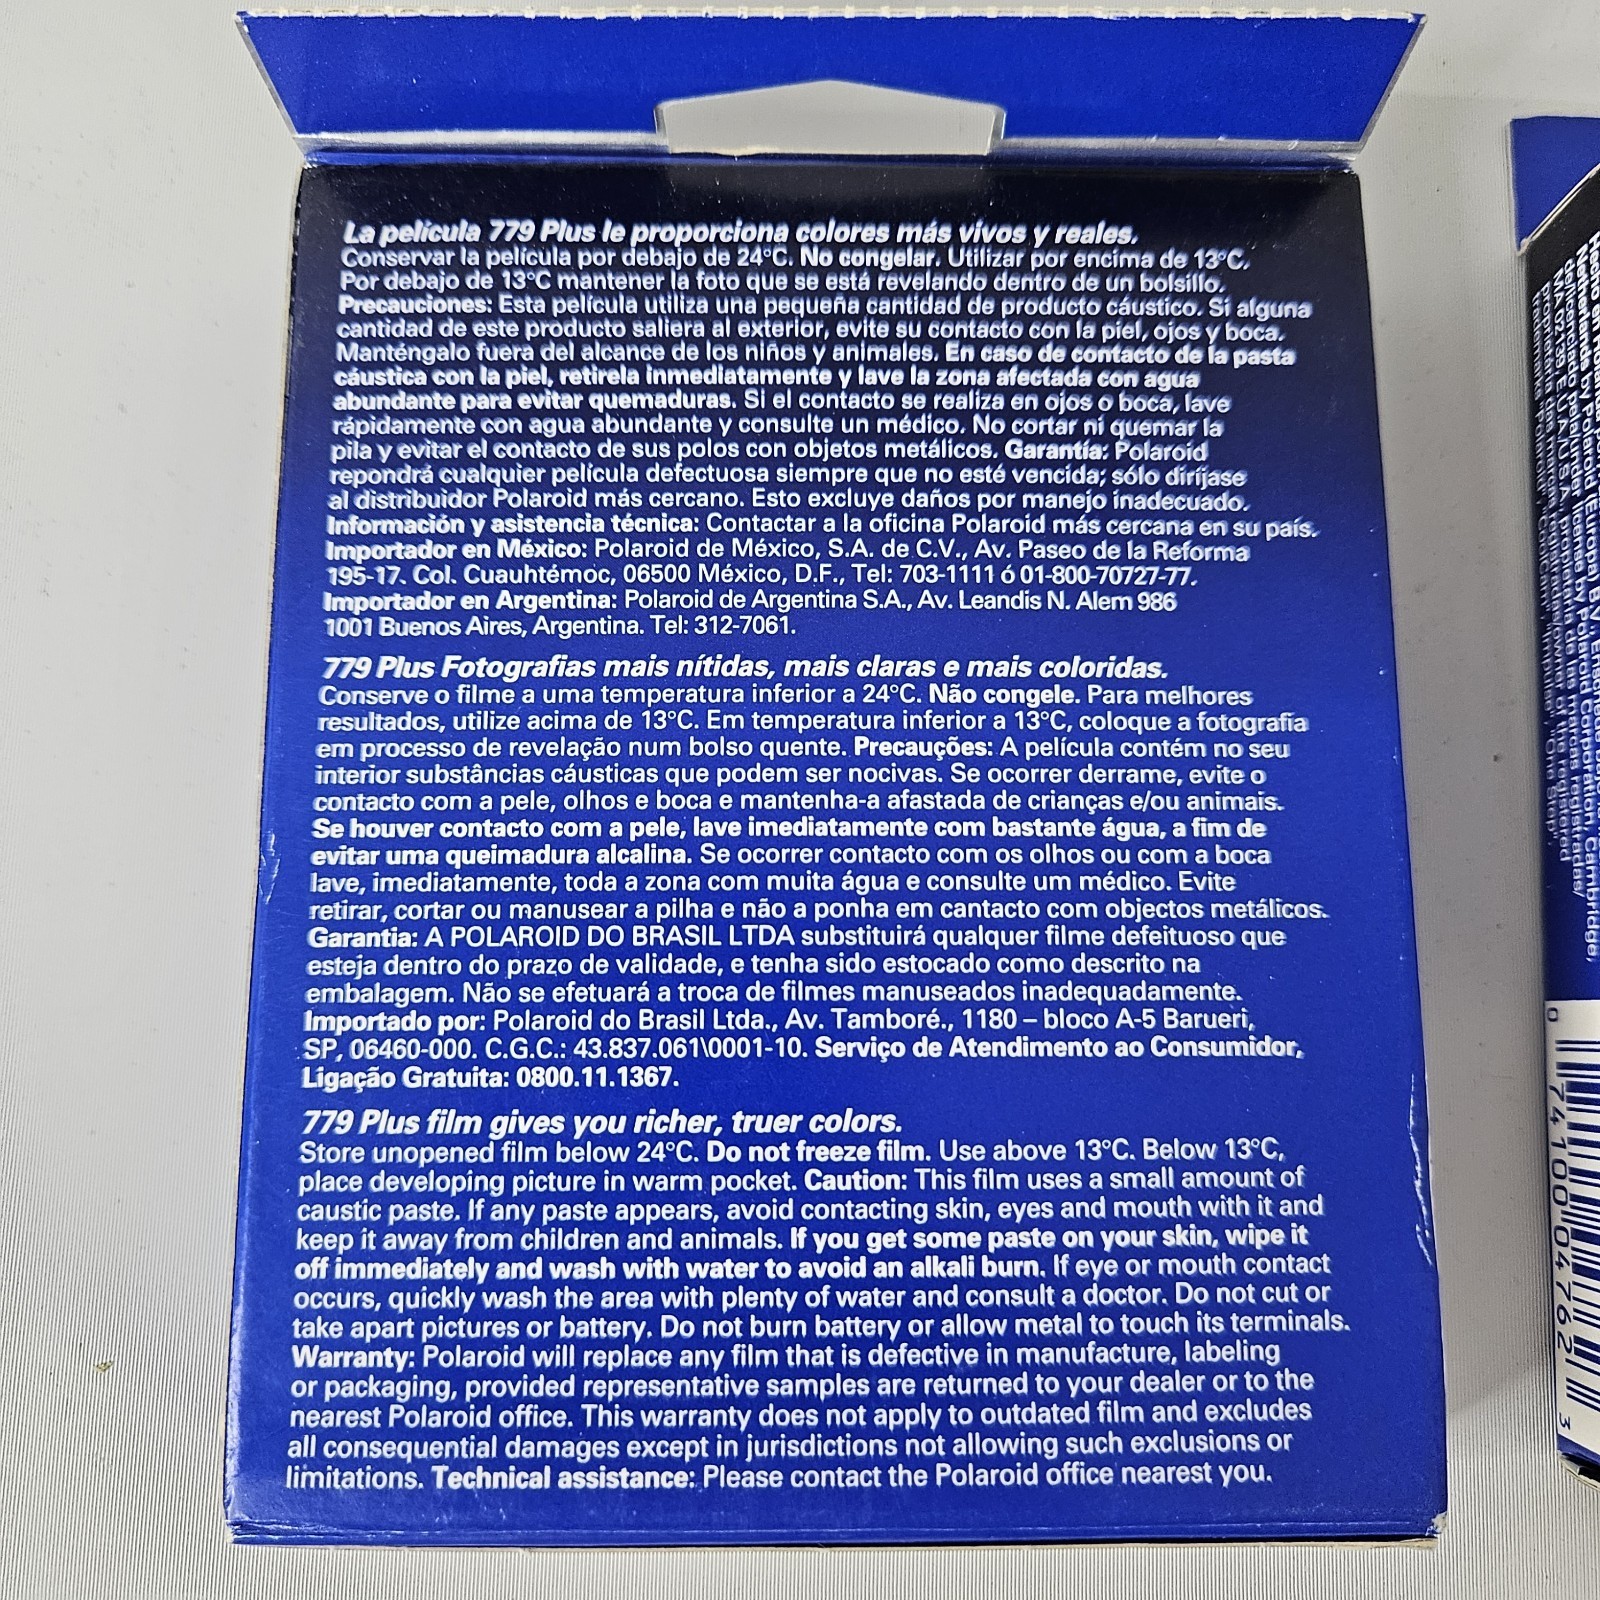 La película 779 Plus le proporciona colores más vivos y reales.
Conservar la película por debajo de 24°C. No congelar. Utilizar por encima de 13°C.
Por debajo de 13°C mantener la foto que se está revelando dentro de un bolsillo.
Precauciones: Esta película utiliza una pequeña cantidad de producto cáustico. Si alguna
cantidad de este producto saliera al exterior, evite su contacto con la piel, ojos y boca.
Manténgalo fuera del alcance de los niños y animales. En caso de contacto de la pasta
cáustica con la piel, retirela inmediatamente y lave la zona afectada con agua
abundante para evitar quemaduras. Si el contacto se realiza en ojos o boca, lave
rápidamente con agua abundante y consulte un médico. No cortar ni quemar la
pila y evitar el contacto de sus polos con objetos metálicos. Garantía: Polaroid
repondrá cualquier película defectuosa siempre que no esté vencida; sólo diríjase
al distribuidor Polaroid más cercano. Esto excluye daños por manejo inadecuado.
Información y asistencia técnica: Contactar a la oficina Polaroid más cercana en su país.
Importador en México: Polaroid de México, S.A. de C.V., Av. Paseo de la Reforma
195-17. Col. Cuauhtémoc, 06500 México, D.F., Tel: 703-1111 ó 01-800-70727-77.
Importador en Argentina: Polaroid de Argentina S.A., Av. Leandis N. Alem 986
1001 Buenos Aires, Argentina. Tel: 312-7061.
779 Plus Fotografias mais nítidas, mais claras e mais coloridas.
Conserve o filme a uma temperatura inferior a 24°C. Não congele. Para melhores
resultados, utilize acima de 13°C. Em temperatura inferior a 13°C, coloque a fotografia
em processo de revelação num bolso quente. Precauções: A película contém no seu
interior substâncias cáusticas que podem ser nocivas. Se ocorrer derrame, evite o
contacto com a pele, olhos e boca e mantenha-a afastada de crianças e/ou animais.
Se houver contacto com a pele, lave imediatamente com bastante água, a fim de
evitar uma queimadura alcalina. Se ocorrer contacto com os olhos ou com a boca
lave, imediatamente, toda a zona com muita água e consulte um médico. Evite
retirar, cortar ou manusear a pilha e não a ponha em cantacto com objectos metálicos.
Garantia: A POLAROID DO BRASIL LTDA substituirá qualquer filme defeituoso que
esteja dentro do prazo de validade, e tenha sido estocado como descrito na
embalagem. Não se efetuará a troca de filmes manuseados inadequadamente.
Importado por: Polaroid do Brasil Ltda., Av. Tamboré., 1180 – bloco A-5 Barueri,
SP, 06460-000. C.G.C.: 43.837.061\0001-10. Serviço de Atendimento ao Consumidor,
Ligação Gratuita: 0800.11.1367.
779 Plus film gives you richer, truer colors.
Store unopened film below 24°C. Do not freeze film. Use above 13°C. Below 13°C,
place developing picture in warm pocket. Caution: This film uses a small amount of
caustic paste. If any paste appears, avoid contacting skin, eyes and mouth with it and
keep it away from children and animals. If you get some paste on your skin, wipe it
off immediately and wash with water to avoid an alkali burn. If eye or mouth contact
occurs, quickly wash the area with plenty of water and consult a doctor. Do not cut or
take apart pictures or battery. Do not burn battery or allow metal to touch its terminals.
Warranty: Polaroid will replace any film that is defective in manufacture, labeling
or packaging, provided representative samples are returned to your dealer or to the
nearest Polaroid office. This warranty does not apply to outdated film and excludes
all consequential damages except in jurisdictions not allowing such exclusions or
limitations. Technical assistance: Please contact the Polaroid office nearest you.
Netherlands by Polaroid (Europa) B.V., Enschede
license by Polaroid Corporation, Cambridge,
0 74100 04762 3